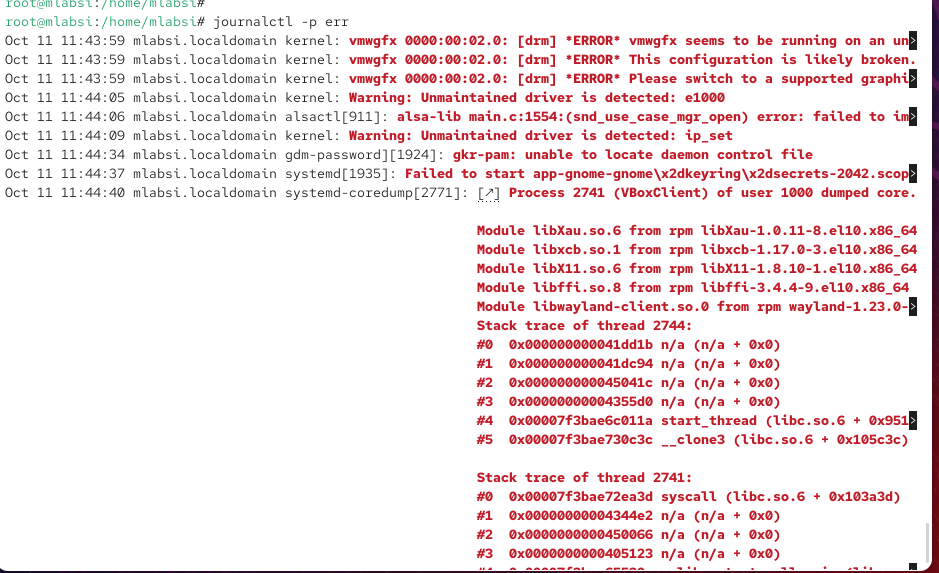 root@mlabsi:/home/mlabsi#
root@mlabsi:/home/mlabsi# journalctl -p err
Oct 11 11:43:59 mlabsi.localdomain kernel: vmwgfx 0000:00:02.0: [drm] *ERROR* vmwgfx seems to be running on an un>
Oct 11 11:43:59 mlabsi.localdomain kernel: vmwgfx 0000:00:02.0: [drm] *ERROR* This configuration is likely broken.
Oct 11 11:43:59 mlabsi.localdomain kernel: vmwgfx 0000:00:02.0: [drm] *ERROR* Please switch to a supported graphi>
Oct 11 11:44:05 mlabsi.localdomain kernel: Warning: Unmaintained driver is detected: e1000
Oct 11 11:44:06 mlabsi.localdomain alsactl[911]: alsa-lib main.c:1554:(snd_use_case_mgr_open) error: failed to im>
Oct 11 11:44:09 mlabsi.localdomain kernel: Warning: Unmaintained driver is detected: ip_set
Oct 11 11:44:34 mlabsi.localdomain gdm-password][1924]: gkr-pam: unable to locate daemon control file
Oct 11 11:44:37 mlabsi.localdomain systemd[1935]: Failed to start app-gnome-gnome\x2dkeyring\x2dsecrets-2042.scop>
Oct 11 11:44:40 mlabsi.localdomain systemd-coredump[2771]: [↗] Process 2741 (VBoxClient) of user 1000 dumped core.
Module libXau.so.6 from rpm libXau-1.0.11-8.el10.x86_64
Module libxcb.so.1 from rpm libxcb-1.17.0-3.el10.x86_64
Module libX11.so.6 from rpm libX11-1.8.10-1.el10.x86_64
Module libffi.so.8 from rpm libffi-3.4.4-9.el10.x86_64
Module libwayland-client.so.0 from rpm wayland-1.23.0->
Stack trace of thread 2744:
#0  0x000000000041dd1b n/a (n/a + 0x0)
#1  0x000000000041dc94 n/a (n/a + 0x0)
#2  0x000000000045041c n/a (n/a + 0x0)
#3  0x00000000004355d0 n/a (n/a + 0x0)
#4  0x00007f3bae6c011a start_thread (libc.so.6 + 0x951>
#5  0x00007f3bae730c3c __clone3 (libc.so.6 + 0x105c3c)
Stack trace of thread 2741:
#0  0x00007f3bae72ea3d syscall (libc.so.6 + 0x103a3d)
#1  0x00000000004344e2 n/a (n/a + 0x0)
#2  0x0000000000450066 n/a (n/a + 0x0)
#3  0x0000000000405123 n/a (n/a + 0x0)